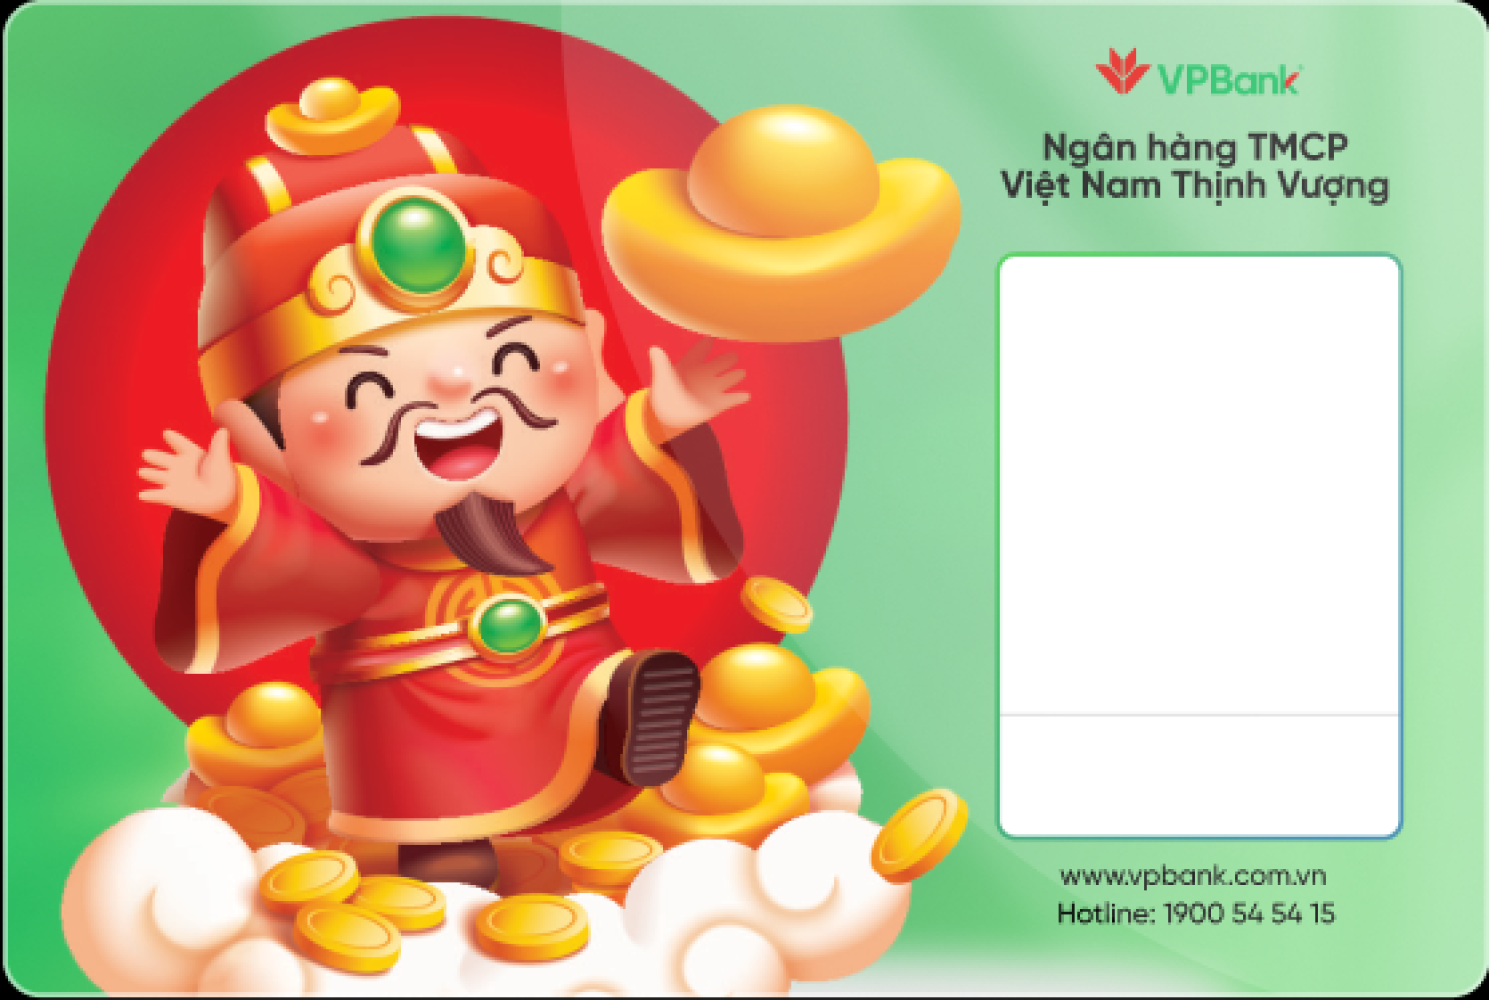 VPBank
Ngân hàng TMCP
Việt Nam Thịnh Vượng
www.vpbank.com.vn
Hotline: 1900 54 54 15